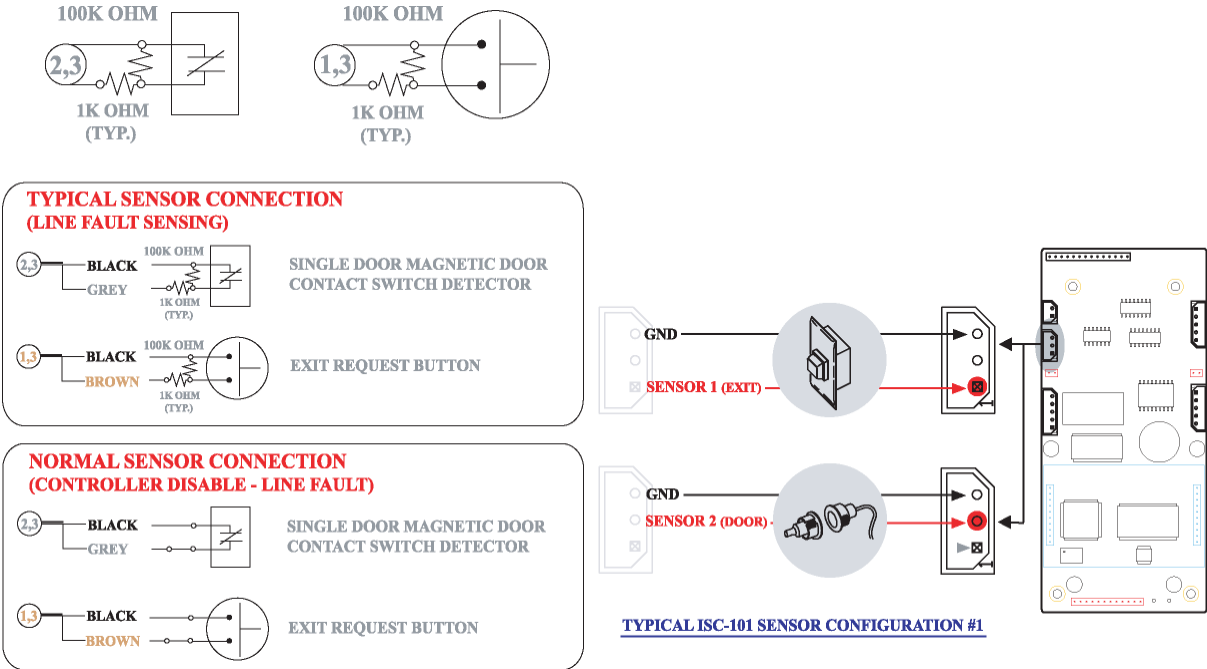 100K OHM
2,3
1K OHM
(TYP.)
100K OHM
1,3
1K OHM
(TYP.)
TYPICAL SENSOR CONNECTION
(LINE FAULT SENSING)
100K OHM
2,3
BLACK
GREY
1K OHM
(TYP.)
SINGLE DOOR MAGNETIC DOOR
CONTACT SWITCH DETECTOR
100K OHM
1,3
BLACK
BROWN
1K OHM
(TYP.)
EXIT REQUEST BUTTON
NORMAL SENSOR CONNECTION
(CONTROLLER DISABLE - LINE FAULT)
2,3
BLACK
GREY
SINGLE DOOR MAGNETIC DOOR
CONTACT SWITCH DETECTOR
1,3
BLACK
BROWN
EXIT REQUEST BUTTON
GND
SENSOR 1 (EXIT)
1
GND
SENSOR 2 (DOOR)
1
TYPICAL ISC-101 SENSOR CONFIGURATION #1